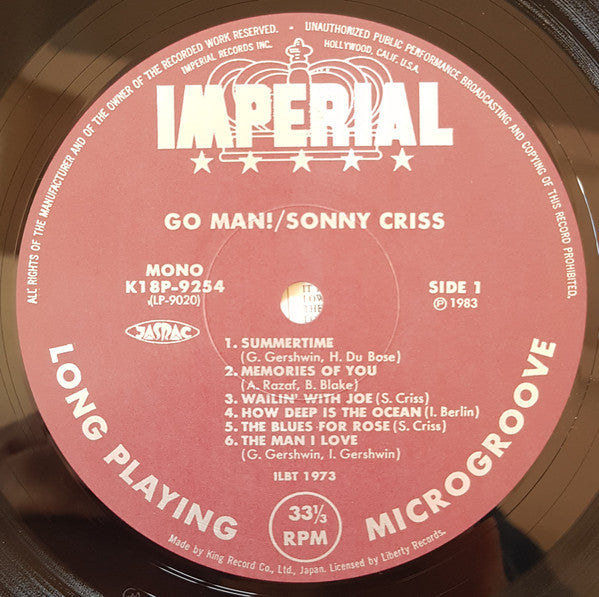 ALL RIGHTS OF THE MANUFACTURER AND OF THE OWNER OF THE RECORDED WORK RESERVED. - UNAUTHORIZED PUBLIC PERFORMANCE BROADCASTING AND COPYING OF THIS RECORD PROHIBITED.
IMPERIAL RECORDS INC. HOLLYWOOD, CALIF., U.S.A.
IMPERIAL
GO MAN!/SONNY CRISS
MONO
K18P-9254
(LP-9020)
SIDE 1
Ⓟ 1983
JASRAC
1. SUMMERTIME
(G. Gershwin, H. Du Bose)
2. MEMORIES OF YOU
(A. Razaf, B. Blake)
3. WAILIN' WITH JOE (S. Criss)
4. HOW DEEP IS THE OCEAN (I. Berlin)
5. THE BLUES FOR ROSE (S. Criss)
6. THE MAN I LOVE
(G. Gershwin, I. Gershwin)
ILBT 1973
LONG PLAYING
MICROGROOVE
33⅓
RPM
Made by King Record Co., Ltd., Japan. Licensed by Liberty Records.